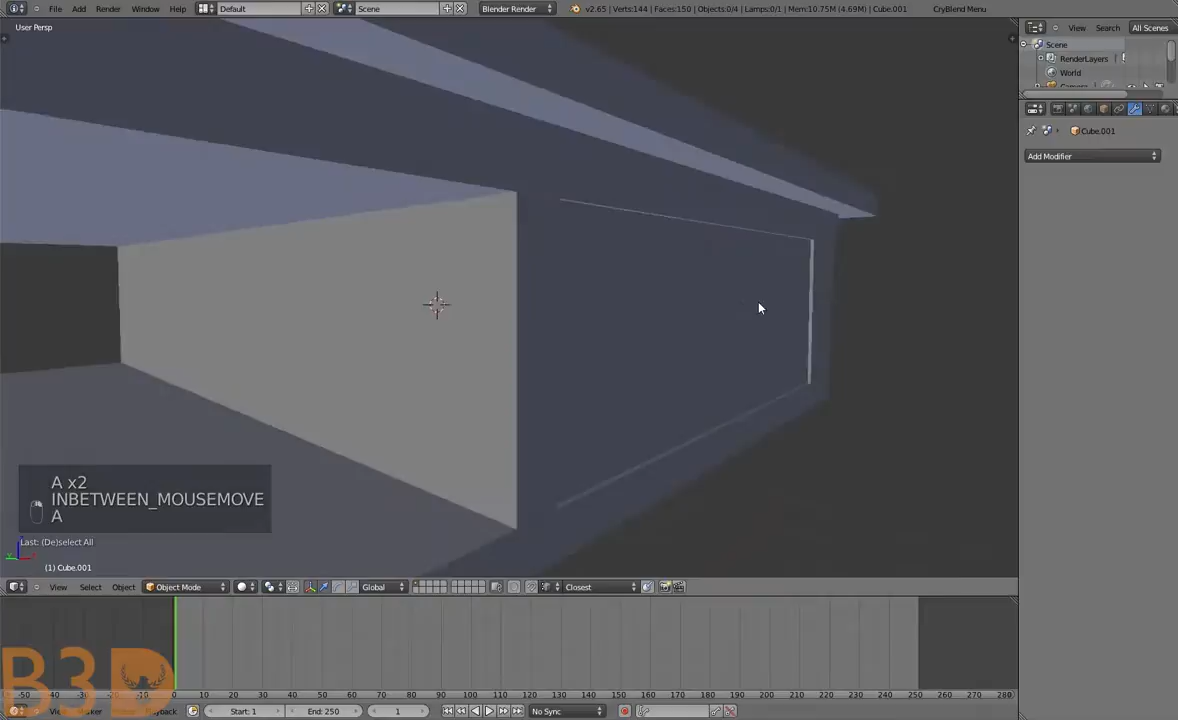 File Add Render Window Help Default Scene Blender Render v2.65 | Verts:144 | Faces:150 | Objects:0/4 | Lamps:0/1 | Mem:10.75M (4.69M) | Cube.001 CryBlend Menu
User Persp
View Search All Scenes
Scene
RenderLayers
World
Camera
Cube.001
Add Modifier
A x2
INBETWEEN_MOUSEMOVE
A
Last: (De)select All
(1) Cube.001
View Select Object Object Mode Global Closest
B3D
-50 -40 -30 -20 -10 0 10 20 30 40 50 60 70 80 90 100 110 120 130 140 150 160 170 180 190 200 210 220 230 240 250 260 270 280
View Marker Playback Start: 1 End: 250 1 No Sync